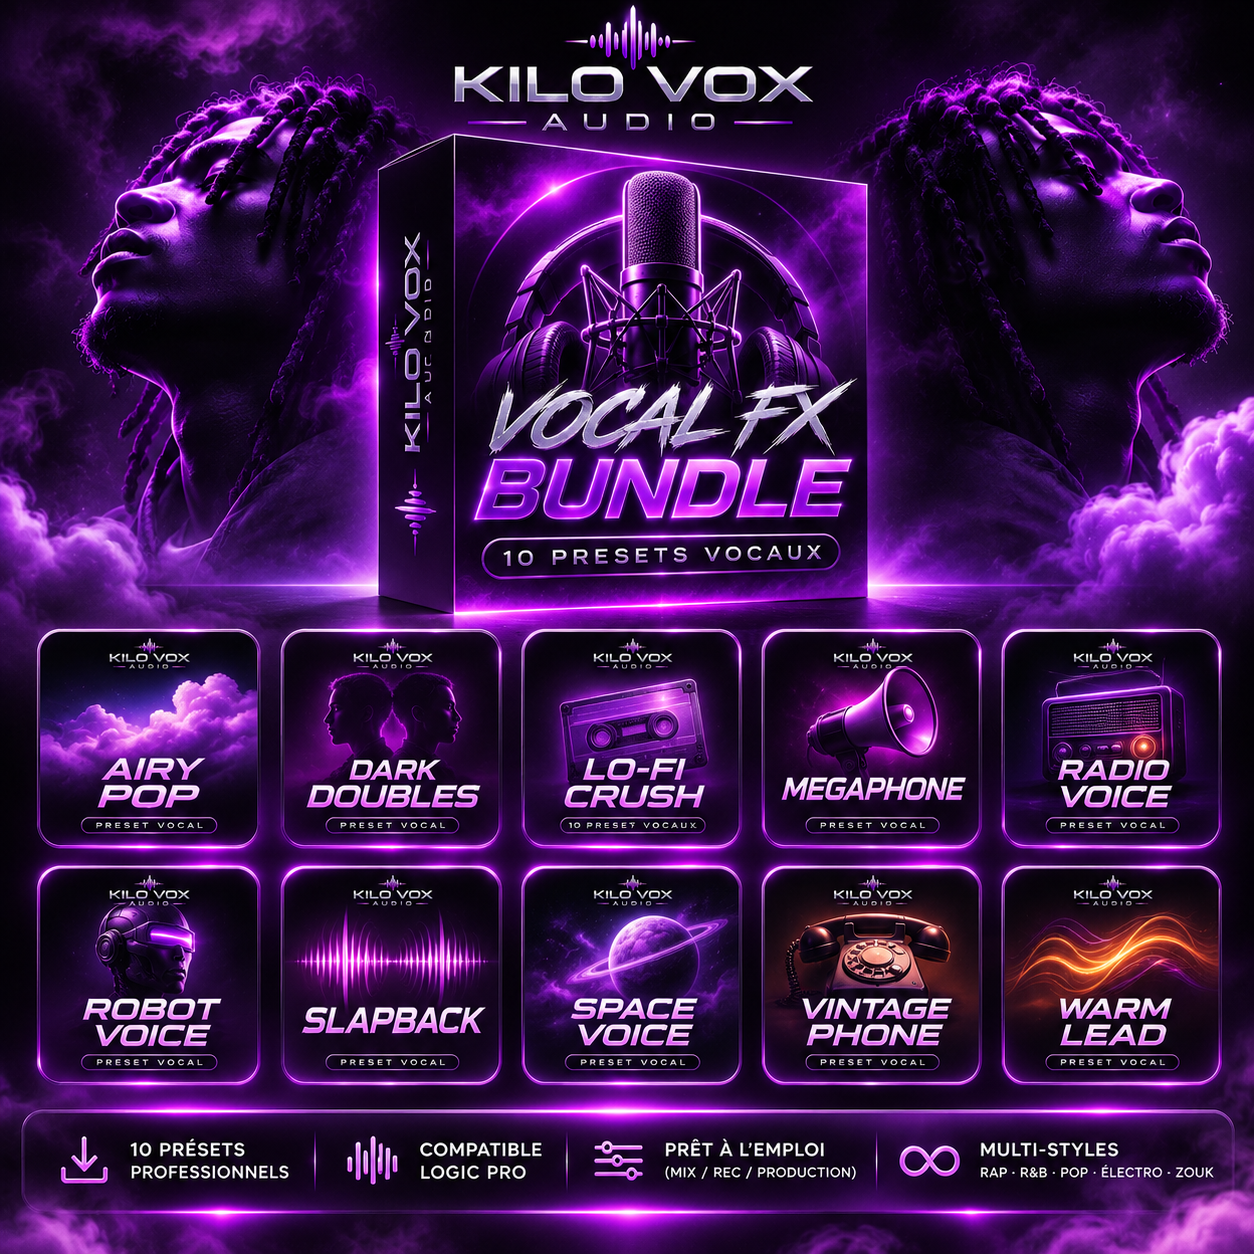 KILO VOX
AUDIO
KILO VOX
AUDIO
VOCAL FX
BUNDLE
10 PRESETS VOCAUX
KILO VOX
AUDIO
AIRY
POP
PRESET VOCAL
KILO VOX
AUDIO
DARK
DOUBLES
PRESET VOCAL
KILO VOX
AUDIO
LO-FI
CRUSH
10 PRESET VOCAUX
KILO VOX
AUDIO
MEGAPHONE
PRESET VOCAL
KILO VOX
AUDIO
RADIO
VOICE
PRESET VOCAL
KILO VOX
AUDIO
ROBOT
VOICE
PRESET VOCAL
KILO VOX
AUDIO
SLAPBACK
PRESET VOCAL
KILO VOX
AUDIO
SPACE
VOICE
PRESET VOCAL
KILO VOX
AUDIO
VINTAGE
PHONE
PRESET VOCAL
KILO VOX
AUDIO
WARM
LEAD
PRESET VOCAL
10 PRÉSETS
PROFESSIONNELS
COMPATIBLE
LOGIC PRO
PRÊT À L'EMPLOI
(MIX / REC / PRODUCTION)
MULTI-STYLES
RAP · R&B · POP · ÉLECTRO · ZOUK